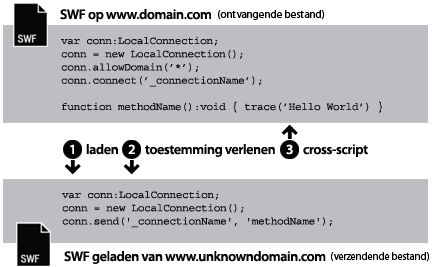 SWF
SWF op www.domain.com (ontvangende bestand)
var conn:LocalConnection;
conn = new LocalConnection();
conn.allowDomain('*');
conn.connect('_connectionName');
function methodName():void { trace('Hello World') }
1 laden 2 toestemming verlenen 3 cross-script
var conn:LocalConnection;
conn = new LocalConnection();
conn.send('_connectionName', 'methodName');
SWF
SWF geladen van www.unknowndomain.com (verzendende bestand)